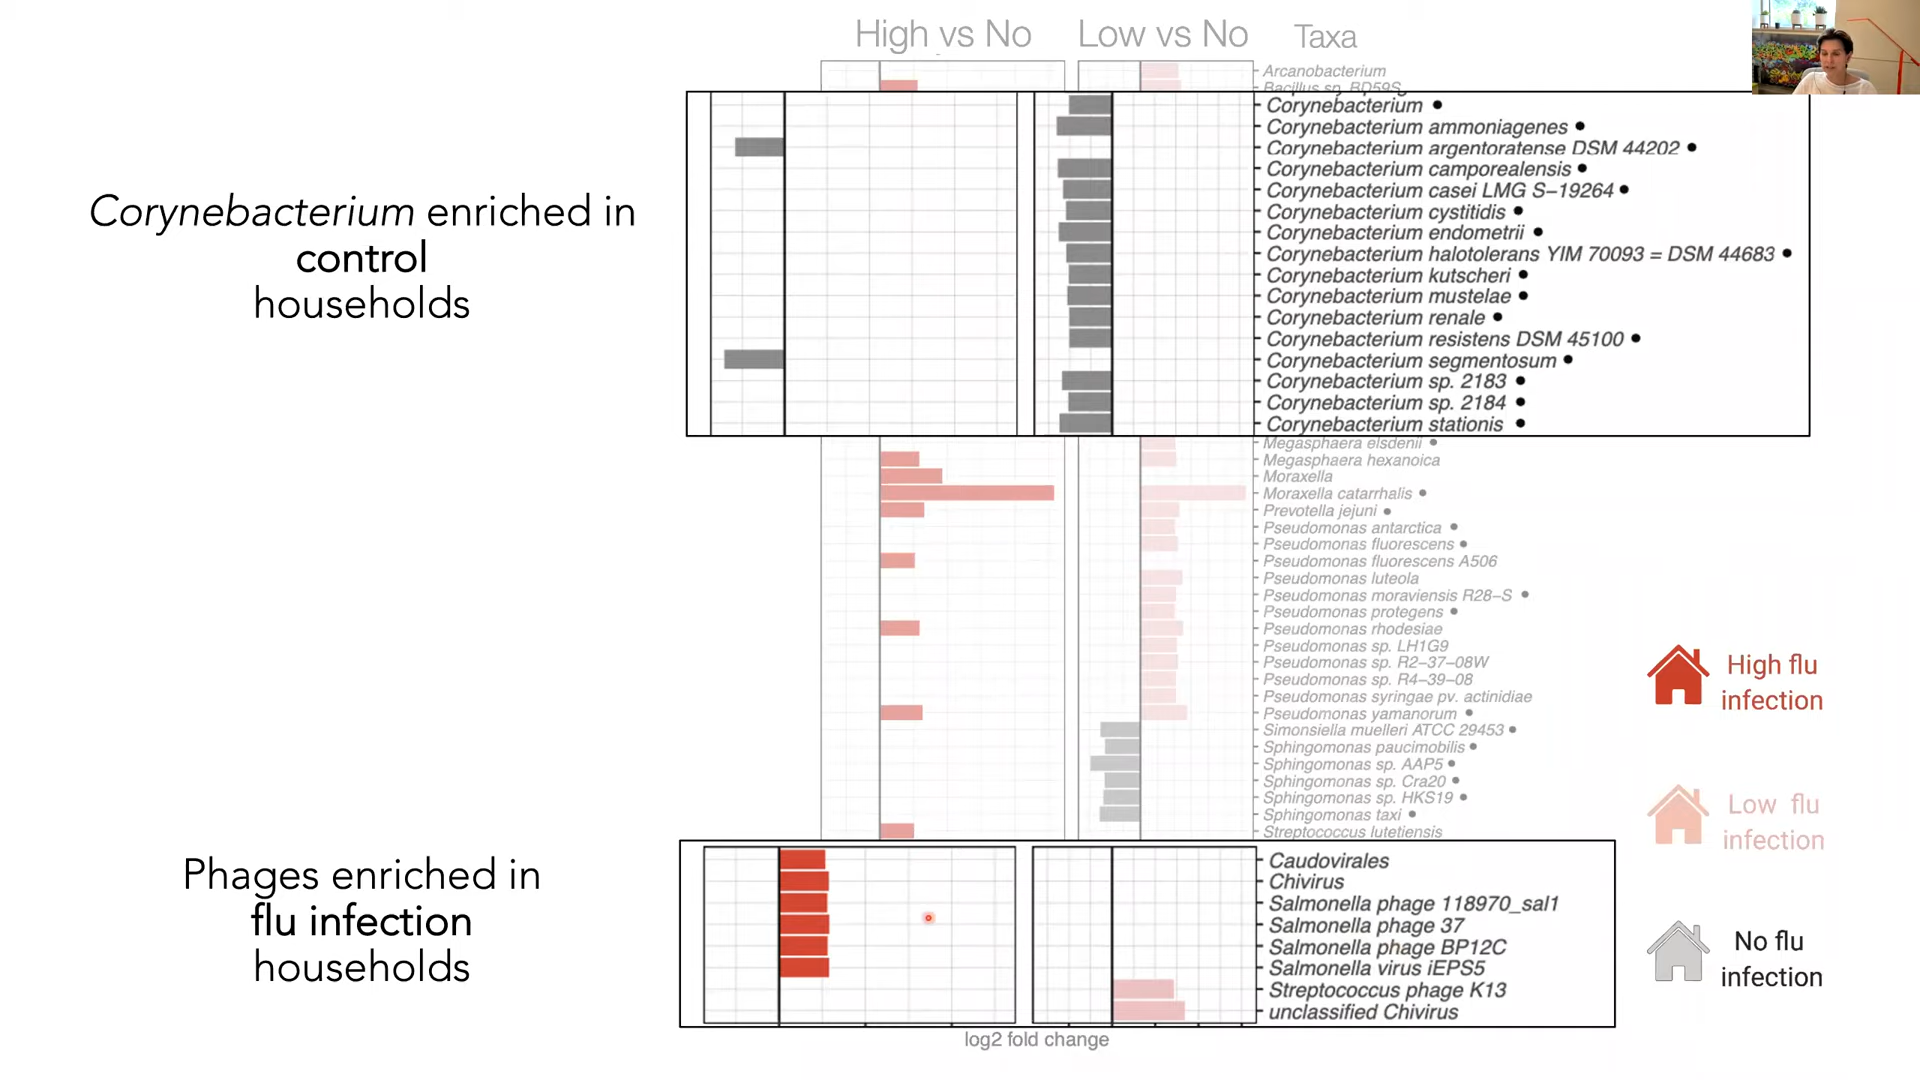 High vs No Low vs No Taxa
Arcanobacterium
Bacillus sp. BD59S
Corynebacterium
Corynebacterium ammoniagenes
Corynebacterium argentoratense DSM 44202
Corynebacterium camporealensis
Corynebacterium casei LMG S−19264
Corynebacterium cystitidis
Corynebacterium endometrii
Corynebacterium halotolerans YIM 70093 = DSM 44683
Corynebacterium kutscheri
Corynebacterium mustelae
Corynebacterium renale
Corynebacterium resistens DSM 45100
Corynebacterium segmentosum
Corynebacterium sp. 2183
Corynebacterium sp. 2184
Corynebacterium stationis
Corynebacterium enriched in
control
households
Megasphaera elsdenii
Megasphaera hexanoica
Moraxella
Moraxella catarrhalis
Prevotella jejuni
Pseudomonas antarctica
Pseudomonas fluorescens
Pseudomonas fluorescens A506
Pseudomonas luteola
Pseudomonas moraviensis R28−S
Pseudomonas protegens
Pseudomonas rhodesiae
Pseudomonas sp. LH1G9
Pseudomonas sp. R2−37−08W
Pseudomonas sp. R4−39−08
Pseudomonas syringae pv. actinidiae
Pseudomonas yamanorum
Simonsiella muelleri ATCC 29453
Sphingomonas paucimobilis
Sphingomonas sp. AAP5
Sphingomonas sp. Cra20
Sphingomonas sp. HKS19
Sphingomonas taxi
Streptococcus lutetiensis
High flu
infection
Low flu
infection
No flu
infection
Phages enriched in
flu infection
households
Caudovirales
Chivirus
Salmonella phage 118970_sal1
Salmonella phage 37
Salmonella phage BP12C
Salmonella virus iEPS5
Streptococcus phage K13
unclassified Chivirus
log2 fold change